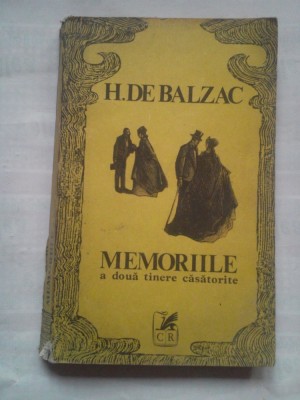 H. DE BALZAC
MEMORIILE
a două tinere căsătorite
C R